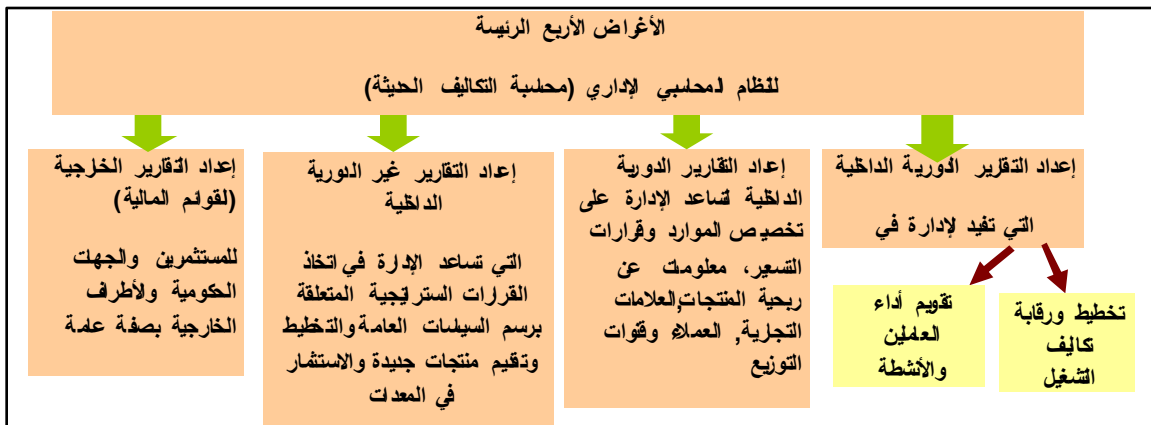 الأغراض الأربع الرئيسة
للنظام المحاسبي الإداري (محاسبة التكاليف الحديثة)
إعداد التقارير الدورية الداخلية
التي تفيد الإدارة في
تخطيط ورقابة
تكاليف
التشغيل
تقويم أداء
العاملين
والأنشطة
إعداد التقارير الدورية
الداخلية لتساعد الإدارة على
تخصيص الموارد وقرارات
التسعير، معلومات عن
ربحية المنتجات,العلامات
التجارية, العملاء وقنوات
التوزيع
إعداد التقارير غير الدورية
الداخلية
التي تساعد الإدارة في اتخاذ
القرارات الستراتيجية المتعلقة
برسم السياسات العامة والتخطيط
وتقديم منتجات جديدة والاستثمار
في المعدات
إعداد التقارير الخارجية
(القوائم المالية)
للمستثمرين والجهات
الحكومية والأطراف
الخارجية بصفة عامة